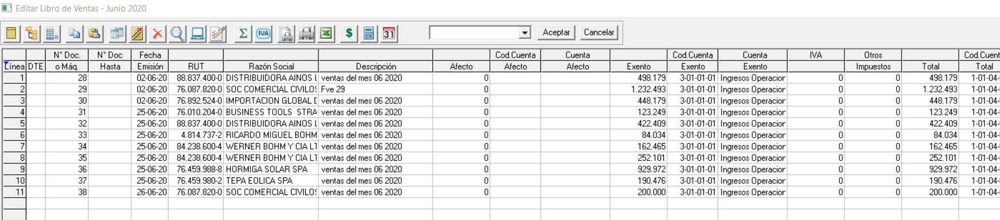 Editar Libro de Ventas - Junio 2020
IVA 31 Aceptar Cancelar
N° Doc. N° Doc Fecha Cod.Cuenta Cuenta Cod.Cuenta Cuenta IVA Otros Cod.Cuent
Línea DTE o Máq. Hasta Emisión RUT Razón Social Descripción Afecto Afecto Afecto Exento Exento Exento Impuestos Total Total
1 28 02-06-20 88.837.400-0 DISTRIBUIDORA AINOS L ventas del mes 06 2020 0 498.179 3-01-01-01 Ingresos Operacior 0 0 498.179 1-01-04-
2 29 02-06-20 76.087.820-0 SOC COMERCIAL CIVILOS Fve 29 0 1.232.493 3-01-01-01 Ingresos Operacior 0 0 1.232.493 1-01-04-
3 30 02-06-20 76.892.524-0 IMPORTACION GLOBAL D ventas del mes 06 2020 0 448.179 3-01-01-01 Ingresos Operacior 0 0 448.179 1-01-04-
4 31 25-06-20 76.010.204-0 BUSINESS TOOLS STRA ventas del mes 06 2020 0 123.249 3-01-01-01 Ingresos Operacior 0 0 123.249 1-01-04-
5 32 25-06-20 88.837.400-0 DISTRIBUIDORA AINOS L ventas del mes 06 2020 0 422.409 3-01-01-01 Ingresos Operacior 0 0 422.409 1-01-04-
6 33 25-06-20 4.814.737-2 RICARDO MIGUEL BOHM ventas del mes 06 2020 0 84.034 3-01-01-01 Ingresos Operacior 0 0 84.034 1-01-04-
7 34 25-06-20 84.238.600-4 WERNER BOHM Y CIA LT ventas del mes 06 2020 0 162.465 3-01-01-01 Ingresos Operacior 0 0 162.465 1-01-04-
8 35 25-06-20 84.238.600-4 WERNER BOHM Y CIA LT ventas del mes 06 2020 0 252.101 3-01-01-01 Ingresos Operacior 0 0 252.101 1-01-04-
9 36 25-06-20 76.459.988-8 HORMIGA SOLAR SPA ventas del mes 06 2020 0 929.972 3-01-01-01 Ingresos Operacior 0 0 929.972 1-01-04-
10 37 25-06-20 76.459.980-2 TEPA EOLICA SPA ventas del mes 06 2020 0 190.476 3-01-01-01 Ingresos Operacior 0 0 190.476 1-01-04-
11 38 26-06-20 76.087.820-0 SOC COMERCIAL CIVILOS ventas del mes 06 2020 0 200.000 3-01-01-01 Ingresos Operacior 0 0 200.000 1-01-04-